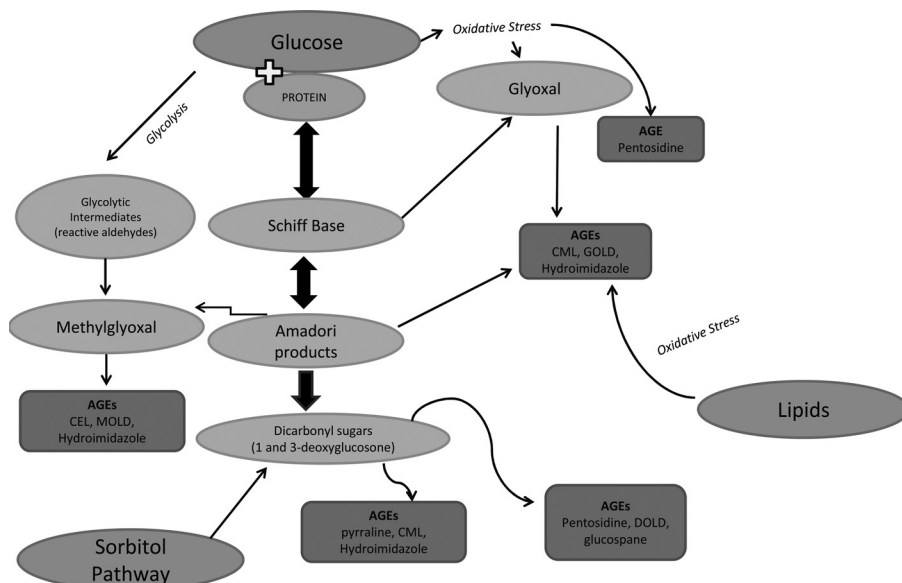 Glucose
Oxidative Stress
PROTEIN
Glyoxal
AGE
Pentosidine
Glycolysis
Glycolytic
Intermediates
(reactive aldehydes)
Schiff Base
AGEs
CML, GOLD,
Hydroimidazole
Methylglyoxal
Amadori
products
Oxidative Stress
AGEs
CEL, MOLD,
Hydroimidazole
Dicarbonyl sugars
(1 and 3-deoxyglucosone)
Lipids
AGEs
pyrraline, CML,
Hydroimidazole
AGEs
Pentosidine, DOLD,
glucospane
Sorbitol
Pathway